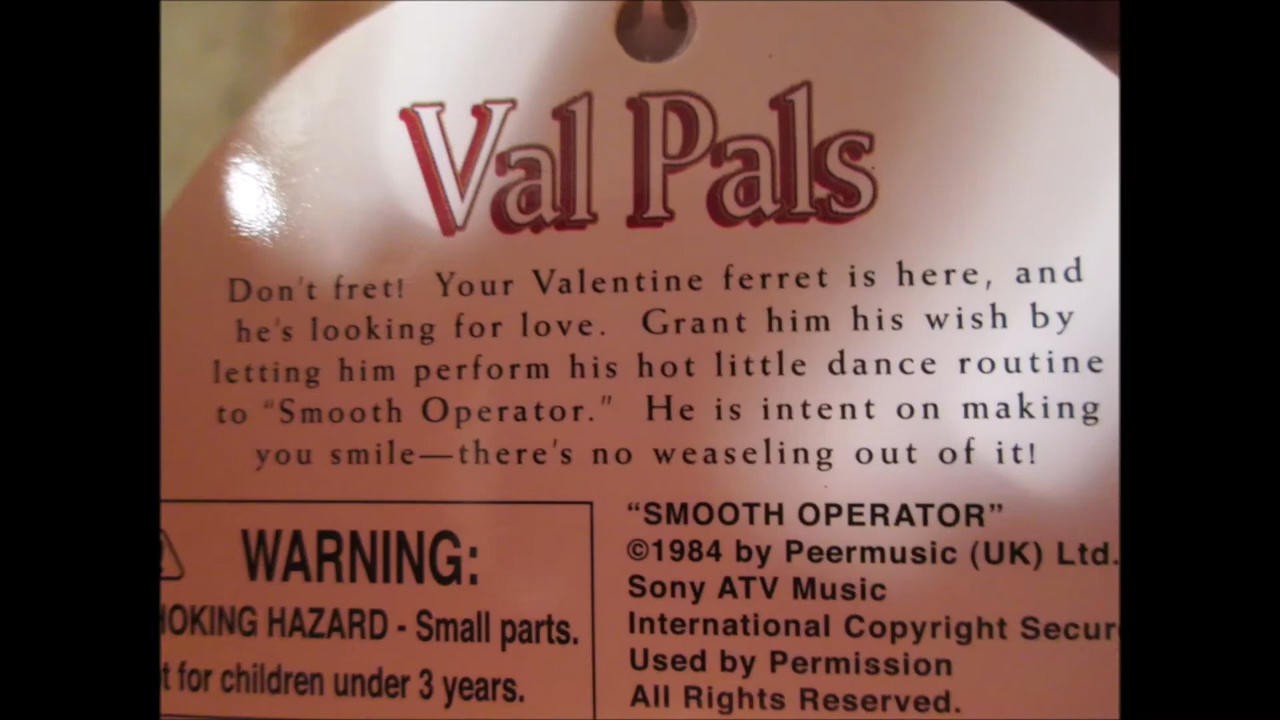 Val Pals
Don't fret! Your Valentine ferret is here, and
he's looking for love. Grant him his wish by
letting him perform his hot little dance routine
to "Smooth Operator." He is intent on making
you smile—there's no weaseling out of it!
WARNING:
HOKING HAZARD - Small parts.
t for children under 3 years.
“SMOOTH OPERATOR”
©1984 by Peermusic (UK) Ltd.
Sony ATV Music
International Copyright Secur
Used by Permission
All Rights Reserved.